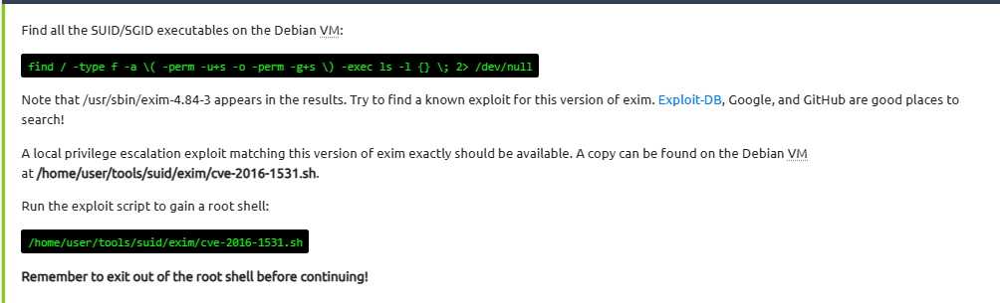 Find all the SUID/SGID executables on the Debian VM:
find / -type f -a \( -perm -u+s -o -perm -g+s \) -exec ls -l {} \; 2> /dev/null
Note that /usr/sbin/exim-4.84-3 appears in the results. Try to find a known exploit for this version of exim. Exploit-DB, Google, and GitHub are good places to
search!
A local privilege escalation exploit matching this version of exim exactly should be available. A copy can be found on the Debian VM
at /home/user/tools/suid/exim/cve-2016-1531.sh.
Run the exploit script to gain a root shell:
/home/user/tools/suid/exim/cve-2016-1531.sh
Remember to exit out of the root shell before continuing!